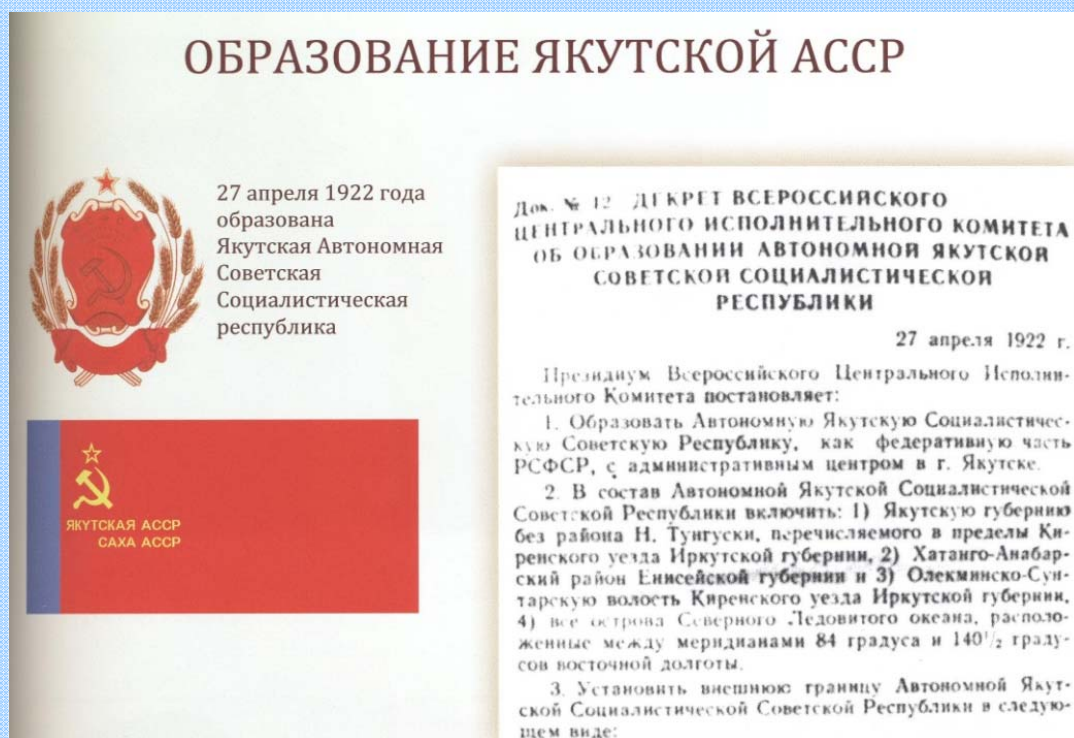 ОБРАЗОВАНИЕ ЯКУТСКОЙ АССР
27 апреля 1922 года
образована
Якутская Автономная
Советская
Социалистическая
республика
ЯКУТСКАЯ АССР
САХА АССР
Док. № 12 ДЕКРЕТ ВСЕРОССИЙСКОГО
ЦЕНТРАЛЬНОГО ИСПОЛНИТЕЛЬНОГО КОМИТЕТА
ОБ ОБРАЗОВАНИИ АВТОНОМНОЙ ЯКУТСКОЙ
СОВЕТСКОЙ СОЦИАЛИСТИЧЕСКОЙ
РЕСПУБЛИКИ
27 апреля 1922 г.
Президиум Всероссийского Центрального Исполни-
тельного Комитета постановляет:
1. Образовать Автономную Якутскую Социалистичес-
кую Советскую Республику, как федеративную часть
РСФСР, с административным центром в г. Якутске.
2. В состав Автономной Якутской Социалистической
Советской Республики включить: 1) Якутскую губернию
без района Н. Тунгуски, перечисляемого в пределы Ки-
ренского уезда Иркутской губернии, 2) Хатанго-Анабар-
ский район Енисейской губернии и 3) Олекминско-Сун-
тарскую волость Киренского уезда Иркутской губернии,
4) все острова Северного Ледовитого океана, располо-
женные между меридианами 84 градуса и 140¹/₂ граду-
сов восточной долготы.
3. Установить внешнюю границу Автономной Якут-
ской Социалистической Советской Республики в следую-
щем виде: